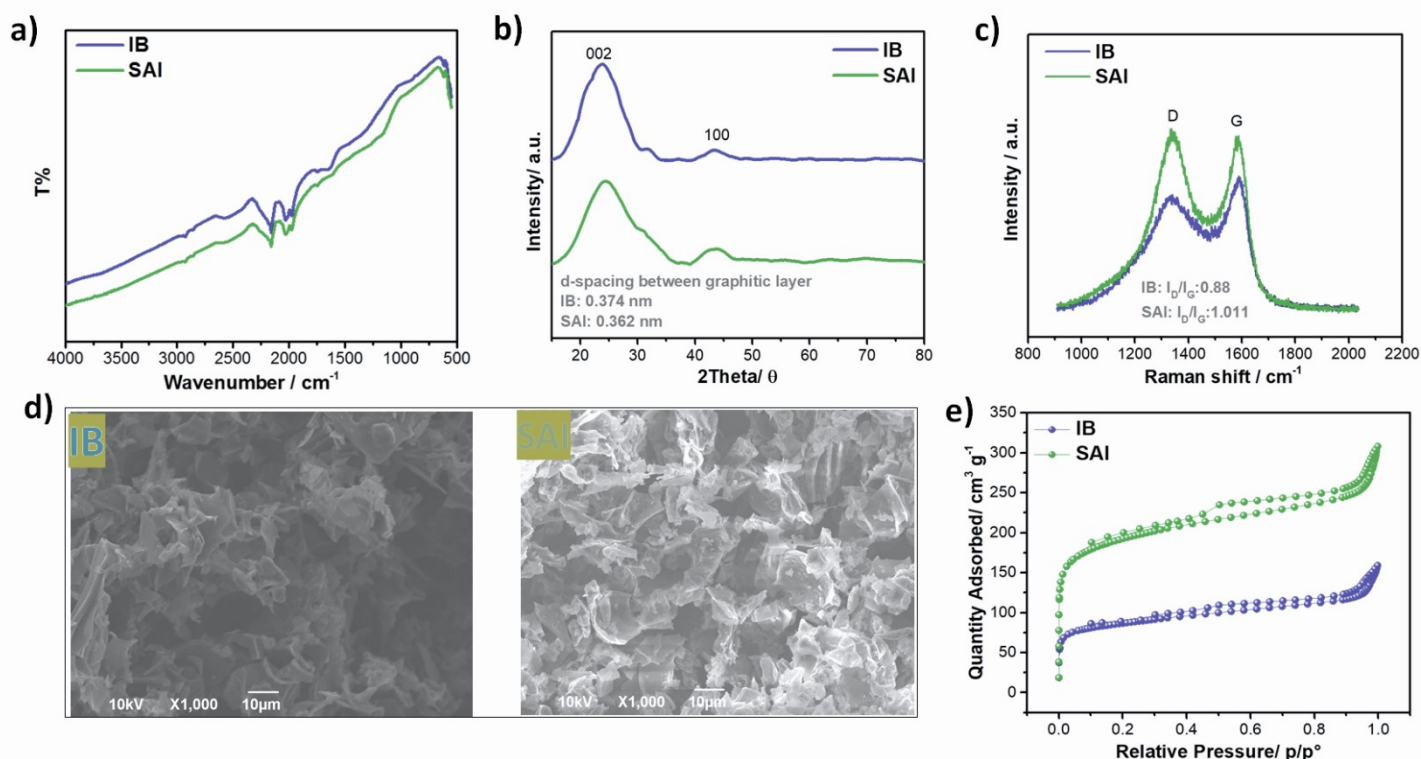 a)
IB
SAI
T%
4000 3500 3000 2500 2000 1500 1000 500
Wavenumber / cm⁻¹
b)
IB
SAI
002
100
Intensity/ a.u.
d-spacing between graphitic layer
IB: 0.374 nm
SAI: 0.362 nm
20 30 40 50 60 70 80
2Theta/ θ
c)
IB
SAI
D
G
Intensity / a.u.
IB: I_D/I_G:0.88
SAI: I_D/I_G:1.011
800 1000 1200 1400 1600 1800 2000 2200
Raman shift / cm⁻¹
d)
IB
10kV X1,000 10µm
SAI
10kV X1,000 10µm
e)
IB
SAI
Quantity Adsorbed/ cm³ g⁻¹
350
300
250
200
150
100
50
0
0.0 0.2 0.4 0.6 0.8 1.0
Relative Pressure/ p/p°